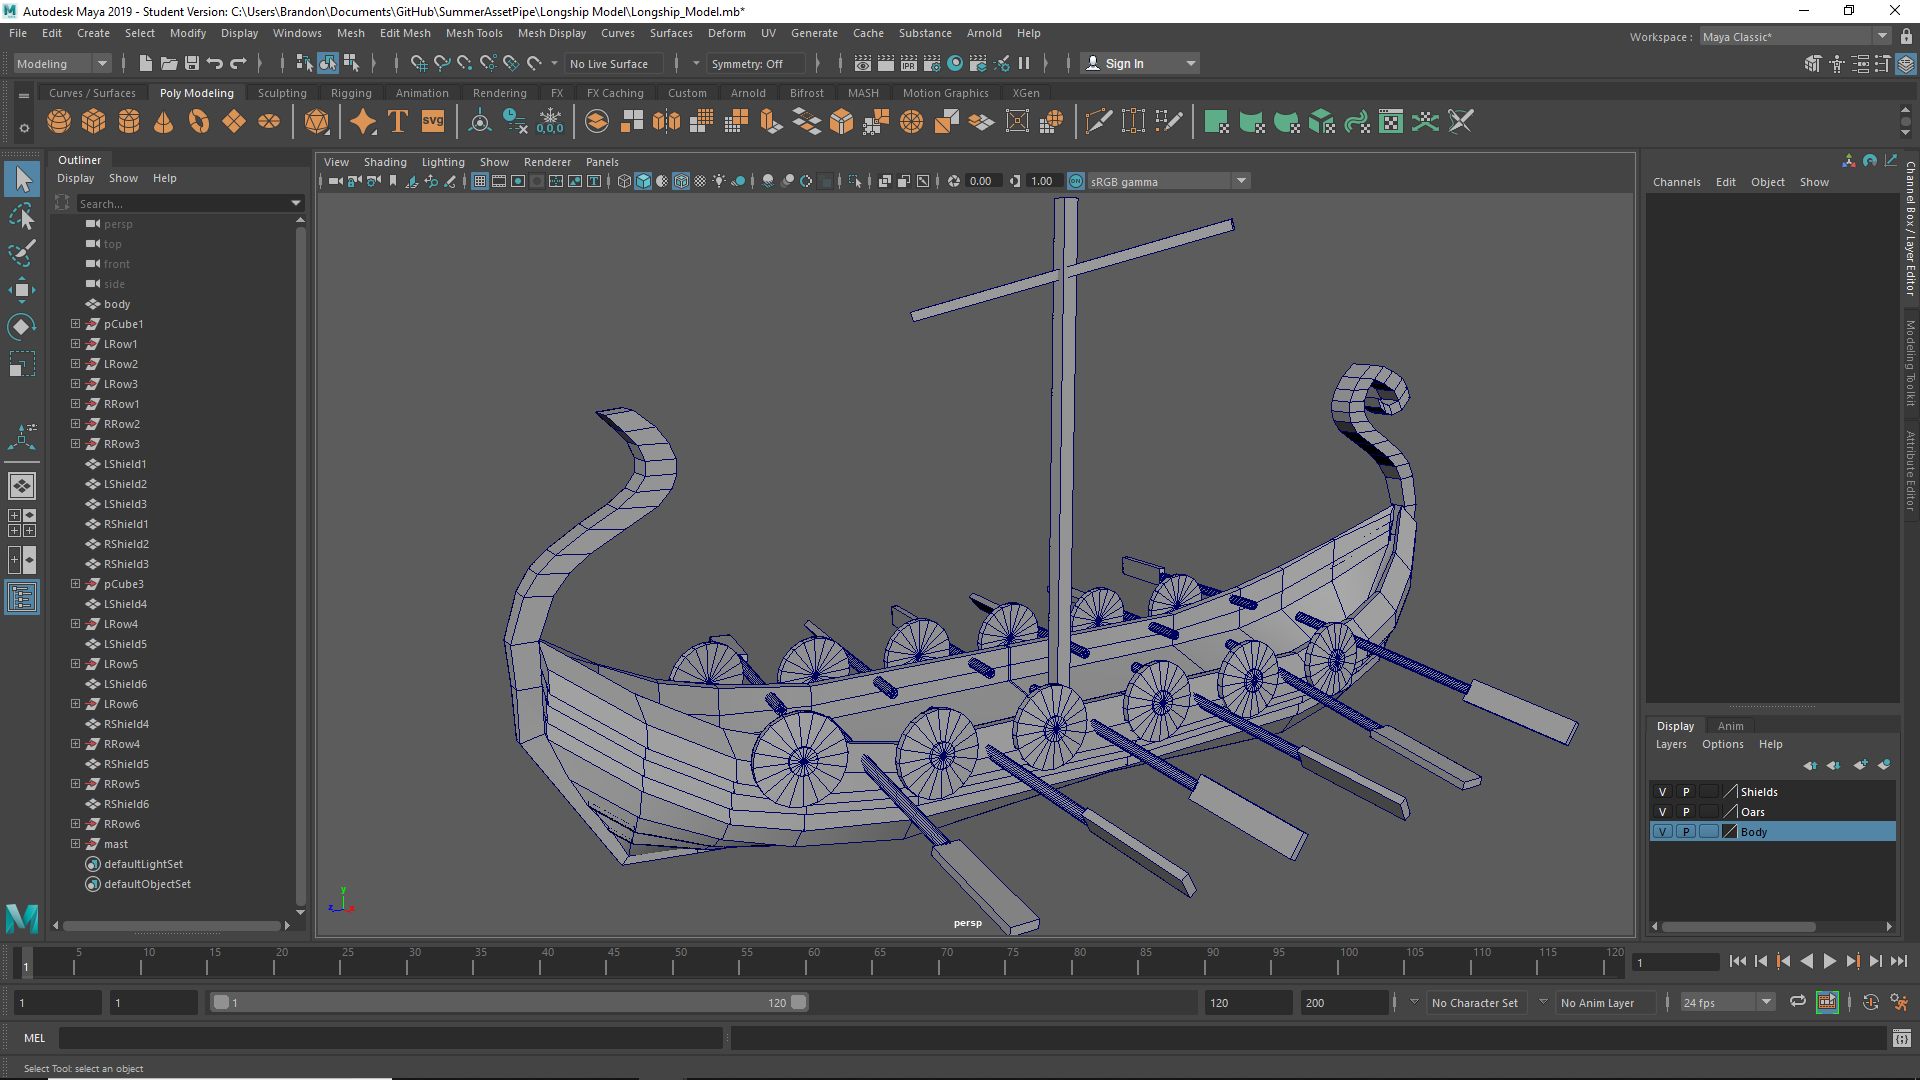 Autodesk Maya 2019 - Student Version: C:\Users\Brandon\Documents\GitHub\SummerAssetPipe\Longship Model\Longship_Model.mb*
File Edit Create Select Modify Display Windows Mesh Edit Mesh Mesh Tools Mesh Display Curves Surfaces Deform UV Generate Cache Substance Arnold Help
Workspace : Maya Classic*
Modeling No Live Surface Symmetry: Off IPR Sign In
Curves / Surfaces Poly Modeling Sculpting Rigging Animation Rendering FX FX Caching Custom Arnold Bifrost MASH Motion Graphics XGen
T svg 0,0,0
Outliner
Display Show Help
Search...
persp
top
front
side
body
pCube1
LRow1
LRow2
LRow3
RRow1
RRow2
RRow3
LShield1
LShield2
LShield3
RShield1
RShield2
RShield3
pCube3
LShield4
LRow4
LShield5
LRow5
LShield6
LRow6
RShield4
RRow4
RShield5
RRow5
RShield6
RRow6
mast
defaultLightSet
defaultObjectSet
View Shading Lighting Show Renderer Panels
0.00 1.00 ON sRGB gamma
y
z x
persp
Channels Edit Object Show
Channel Box / Layer Editor
Modeling Toolkit
Attribute Editor
Display Anim
Layers Options Help
V P Shields
V P Oars
V P Body
1 5 10 15 20 25 30 35 40 45 50 55 60 65 70 75 80 85 90 95 100 105 110 115 120 1
1 1 1 120 120 200 No Character Set No Anim Layer 24 fps
MEL
Select Tool: select an object